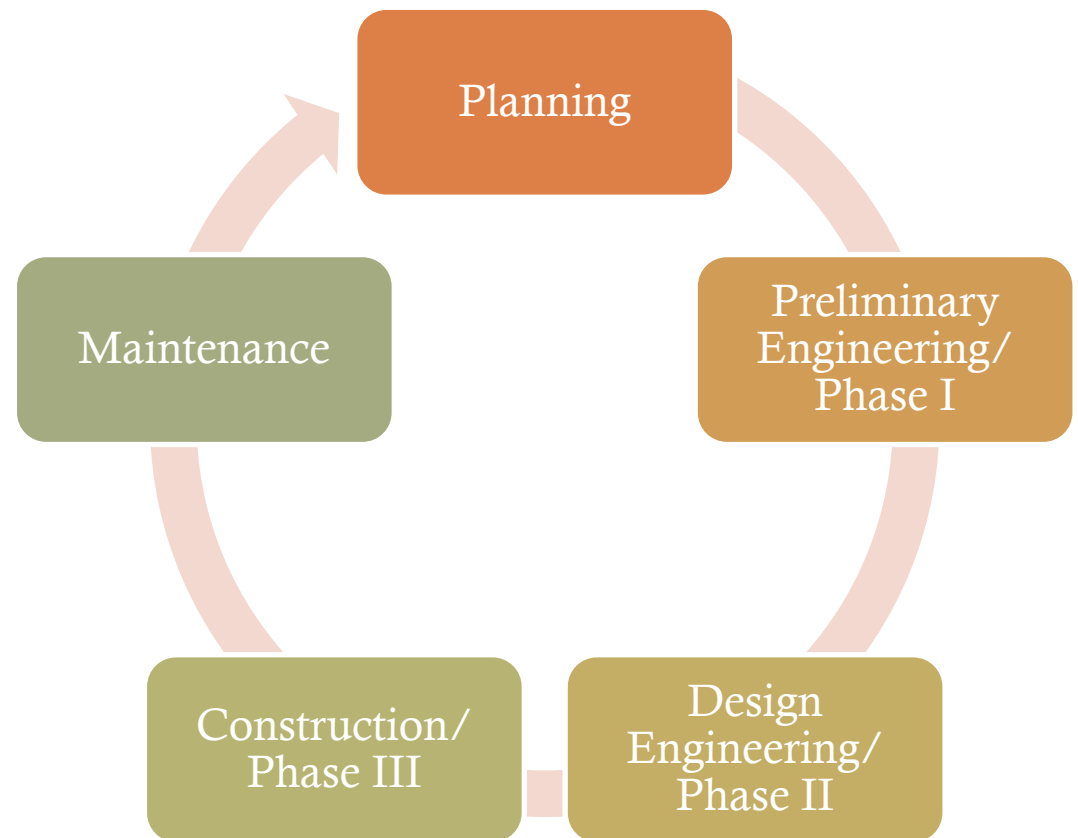 Planning
Preliminary
Engineering/
Phase I
Design
Engineering/
Phase II
Construction/
Phase III
Maintenance